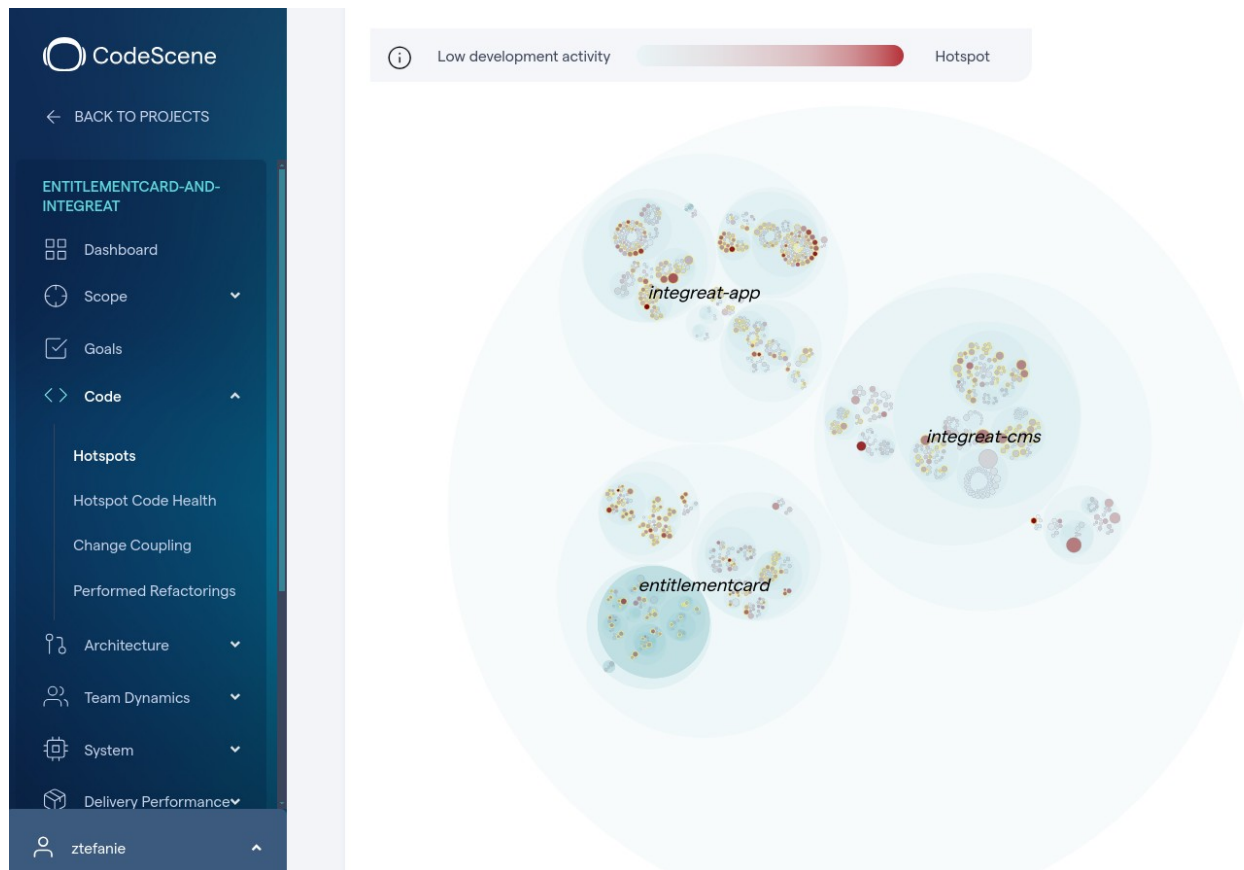 CodeScene
BACK TO PROJECTS
ENTITLEMENTCARD-AND-
INTEGREAT
Dashboard
Scope
Goals
Code
Hotspots
Hotspot Code Health
Change Coupling
Performed Refactorings
Architecture
Team Dynamics
System
Delivery Performance
ztefanie
Low development activity
Hotspot
integreat-app
integreat-cms
entitlementcard